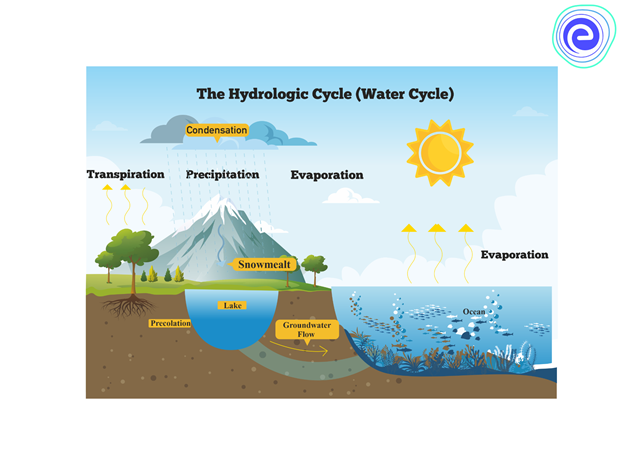 The Hydrologic Cycle (Water Cycle)
Condensation
Transpiration
Precipitation
Evaporation
Evaporation
Snowmealt
Lake
Ocean
Precolation
Groundwater
Flow